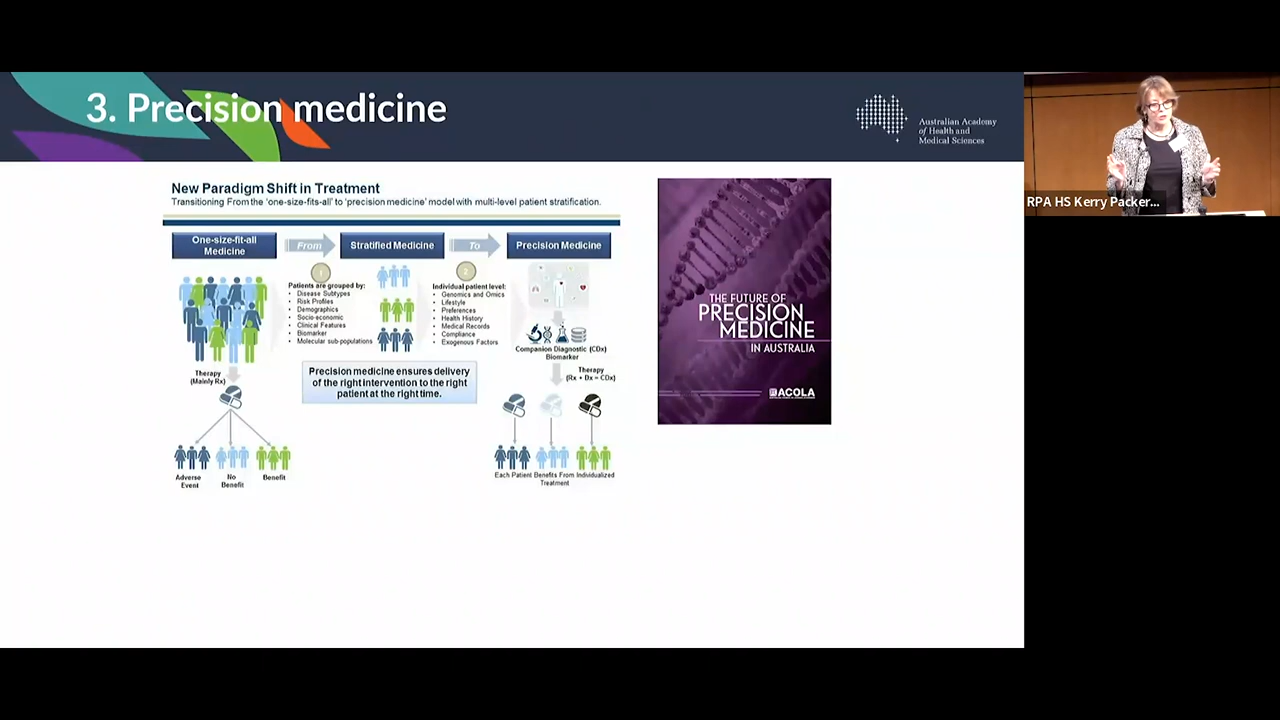 3. Precision medicine
Australian Academy
of Health and
Medical Sciences
RPA HS Kerry Packer...
New Paradigm Shift in Treatment
Transitioning From the 'one-size-fits-all' to 'precision medicine' model with multi-level patient stratification.
One-size-fit-all
Medicine
From
Stratified Medicine
To
Precision Medicine
1
Patients are grouped by:
• Disease Subtypes
• Risk Profiles
• Demographics
• Socio-economic
• Clinical Features
• Biomarker
• Molecular sub-populations
2
Individual patient level:
• Genomics and Omics
• Lifestyle
• Preferences
• Health History
• Medical Records
• Compliance
• Exogenous Factors
Companion Diagnostic (CDx)
Biomarker
Therapy
(Mainly Rx)
Precision medicine ensures delivery
of the right intervention to the right
patient at the right time.
Therapy
(Rx + Dx = CDx)
Adverse
Event
No
Benefit
Benefit
Each Patient Benefits From Individualized
Treatment
THE FUTURE OF
PRECISION
MEDICINE
IN AUSTRALIA
ACOLA